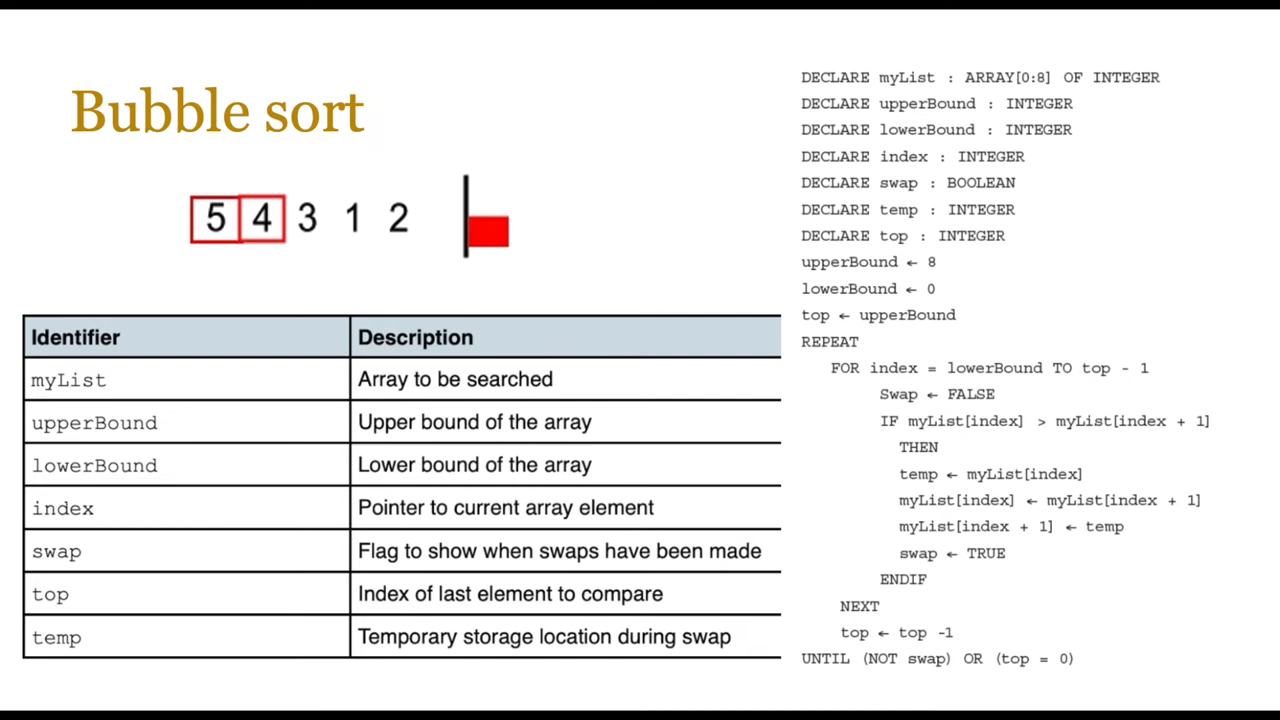 Bubble sort
5 4 3 1 2
Identifier Description
myList Array to be searched
upperBound Upper bound of the array
lowerBound Lower bound of the array
index Pointer to current array element
swap Flag to show when swaps have been made
top Index of last element to compare
temp Temporary storage location during swap
DECLARE myList : ARRAY[0:8] OF INTEGER
DECLARE upperBound : INTEGER
DECLARE lowerBound : INTEGER
DECLARE index : INTEGER
DECLARE swap : BOOLEAN
DECLARE temp : INTEGER
DECLARE top : INTEGER
upperBound ← 8
lowerBound ← 0
top ← upperBound
REPEAT
FOR index = lowerBound TO top - 1
Swap ← FALSE
IF myList[index] > myList[index + 1]
THEN
temp ← myList[index]
myList[index] ← myList[index + 1]
myList[index + 1] ← temp
swap ← TRUE
ENDIF
NEXT
top ← top -1
UNTIL (NOT swap) OR (top = 0)